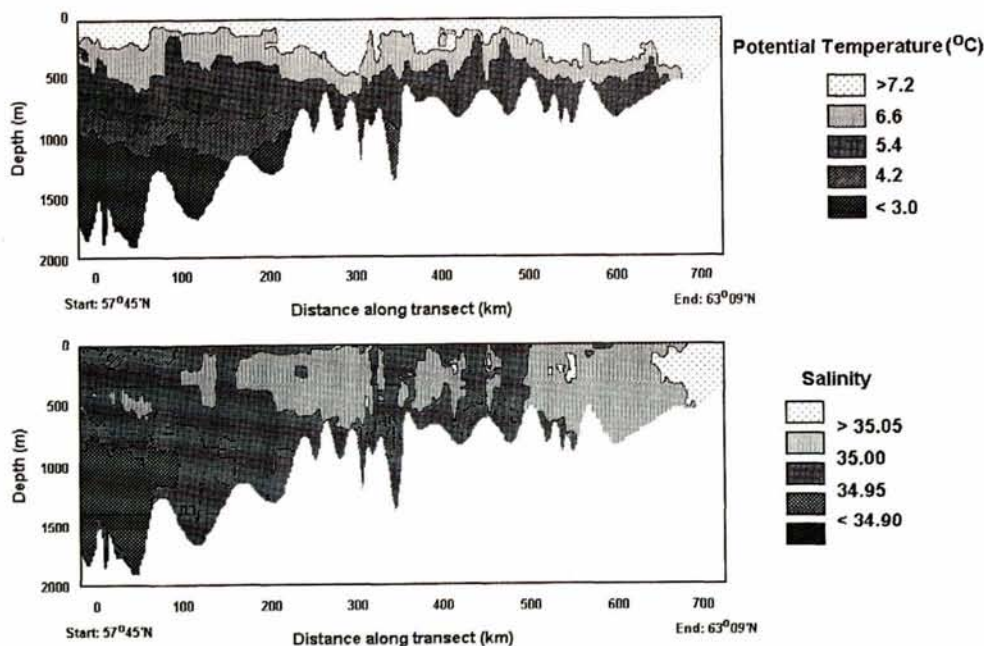 0
500
1000
1500
2000
Depth (m)
0 100 200 300 400 500 600 700
Start: 57°45'N
Distance along transect (km)
End: 63°09'N
Potential Temperature (°C)
>7.2
6.6
5.4
4.2
< 3.0
0
500
1000
1500
2000
Depth (m)
0 100 200 300 400 500 600 700
Start: 57°45'N
Distance along transect (km)
End: 63°09'N
Salinity
> 35.05
35.00
34.95
< 34.90